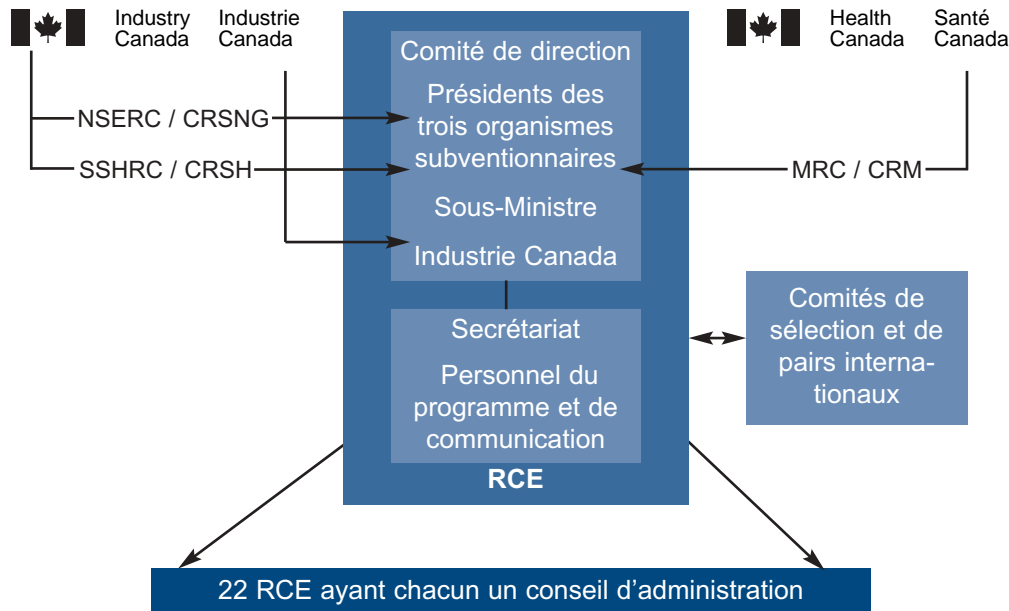 Industry Canada
Industrie Canada
Health Canada
Santé Canada
NSERC / CRSNG
SSHRC / CRSH
MRC / CRM
Comité de direction
Présidents des
trois organismes
subventionnaires
Sous-Ministre
Industrie Canada
Secrétariat
Personnel du
programme et de
communication
RCE
Comités de
sélection et de
pairs interna-
tionaux
22 RCE ayant chacun un conseil d’administration